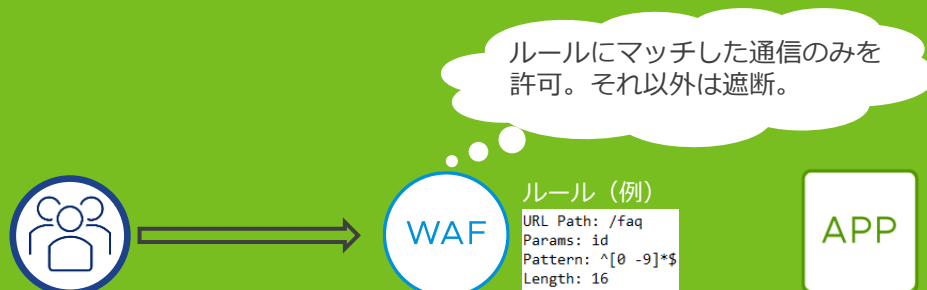 ルールにマッチした通信のみを
許可。それ以外は遮断。
ルール（例）
WAF
URL Path: /faq
Params: id
Pattern: ^[0 -9]*$
Length: 16
APP